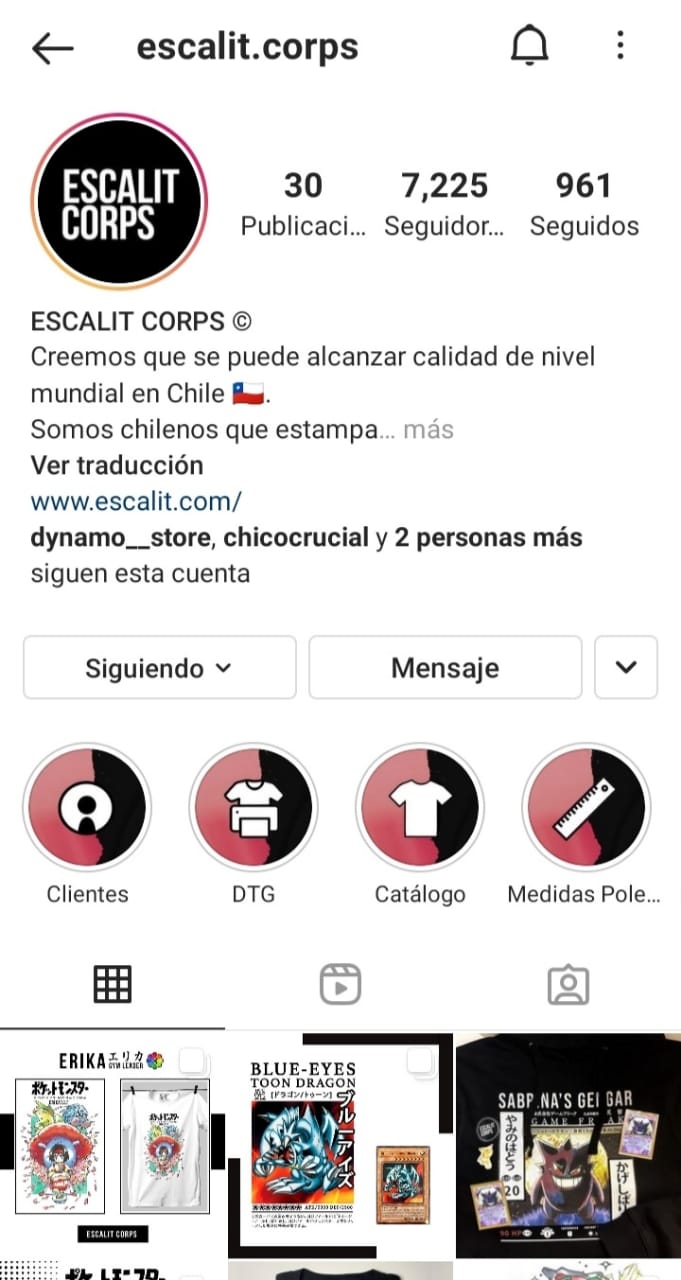 escalit.corps
ESCALIT
CORPS
30
7,225
961
Publicaci...
Seguidor...
Seguidos
ESCALIT CORPS ©
Creemos que se puede alcanzar calidad de nivel
mundial en Chile 🇨🇱.
Somos chilenos que estampa... más
Ver traducción
www.escalit.com/
dynamo__store, chicocrucial y 2 personas más
siguen esta cuenta
Siguiendo
Mensaje
Clientes
DTG
Catálogo
Medidas Pole...
ERIKA エリカ
GYM LEADER
ポケットモンスター
ESCALIT CORPS
BLUE-EYES
TOON DRAGON
[ドラゴン/トゥーン]
ブルーアイズ
SABR NA'S GEI GAR
やみのはどう
20
かげしばり